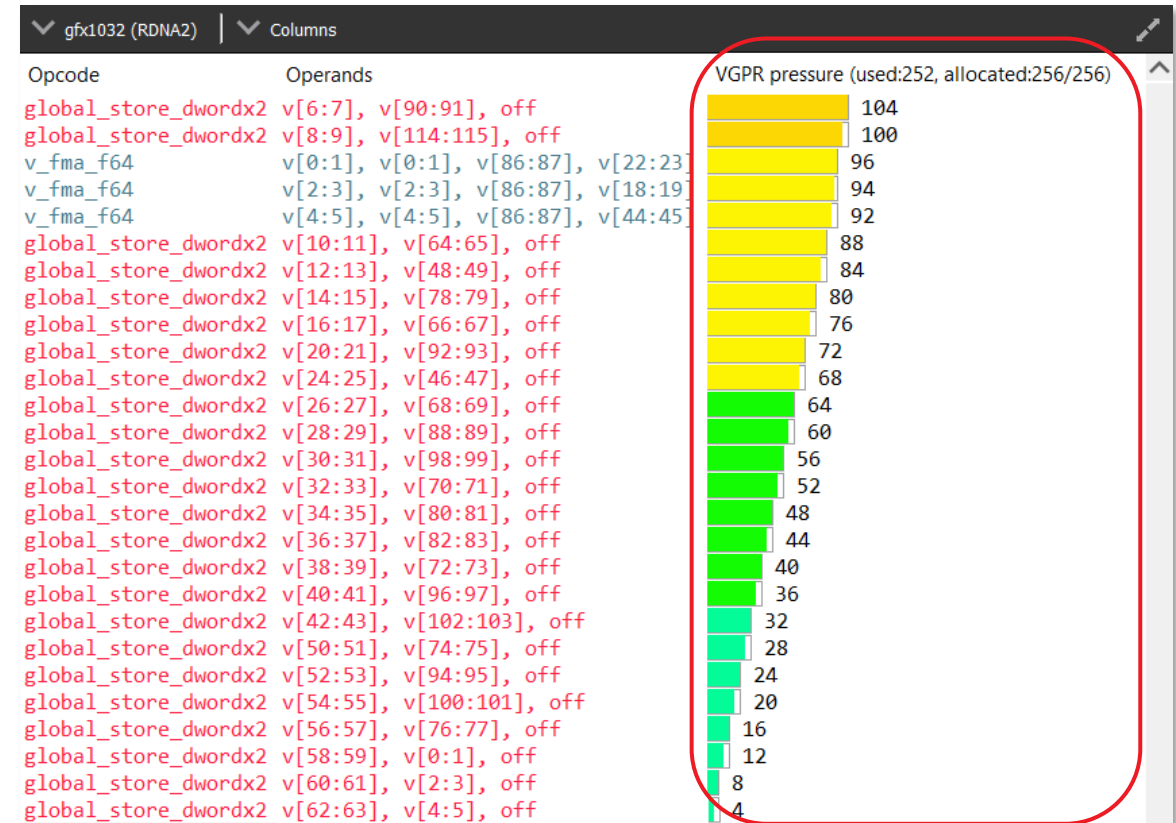 gfx1032 (RDNA2) Columns
Opcode Operands VGPR pressure (used:252, allocated:256/256)
global_store_dwordx2 v[6:7], v[90:91], off 104
global_store_dwordx2 v[8:9], v[114:115], off 100
v_fma_f64 v[0:1], v[0:1], v[86:87], v[22:23] 96
v_fma_f64 v[2:3], v[2:3], v[86:87], v[18:19] 94
v_fma_f64 v[4:5], v[4:5], v[86:87], v[44:45] 92
global_store_dwordx2 v[10:11], v[64:65], off 88
global_store_dwordx2 v[12:13], v[48:49], off 84
global_store_dwordx2 v[14:15], v[78:79], off 80
global_store_dwordx2 v[16:17], v[66:67], off 76
global_store_dwordx2 v[20:21], v[92:93], off 72
global_store_dwordx2 v[24:25], v[46:47], off 68
global_store_dwordx2 v[26:27], v[68:69], off 64
global_store_dwordx2 v[28:29], v[88:89], off 60
global_store_dwordx2 v[30:31], v[98:99], off 56
global_store_dwordx2 v[32:33], v[70:71], off 52
global_store_dwordx2 v[34:35], v[80:81], off 48
global_store_dwordx2 v[36:37], v[82:83], off 44
global_store_dwordx2 v[38:39], v[72:73], off 40
global_store_dwordx2 v[40:41], v[96:97], off 36
global_store_dwordx2 v[42:43], v[102:103], off 32
global_store_dwordx2 v[50:51], v[74:75], off 28
global_store_dwordx2 v[52:53], v[94:95], off 24
global_store_dwordx2 v[54:55], v[100:101], off 20
global_store_dwordx2 v[56:57], v[76:77], off 16
global_store_dwordx2 v[58:59], v[0:1], off 12
global_store_dwordx2 v[60:61], v[2:3], off 8
global_store_dwordx2 v[62:63], v[4:5], off 4